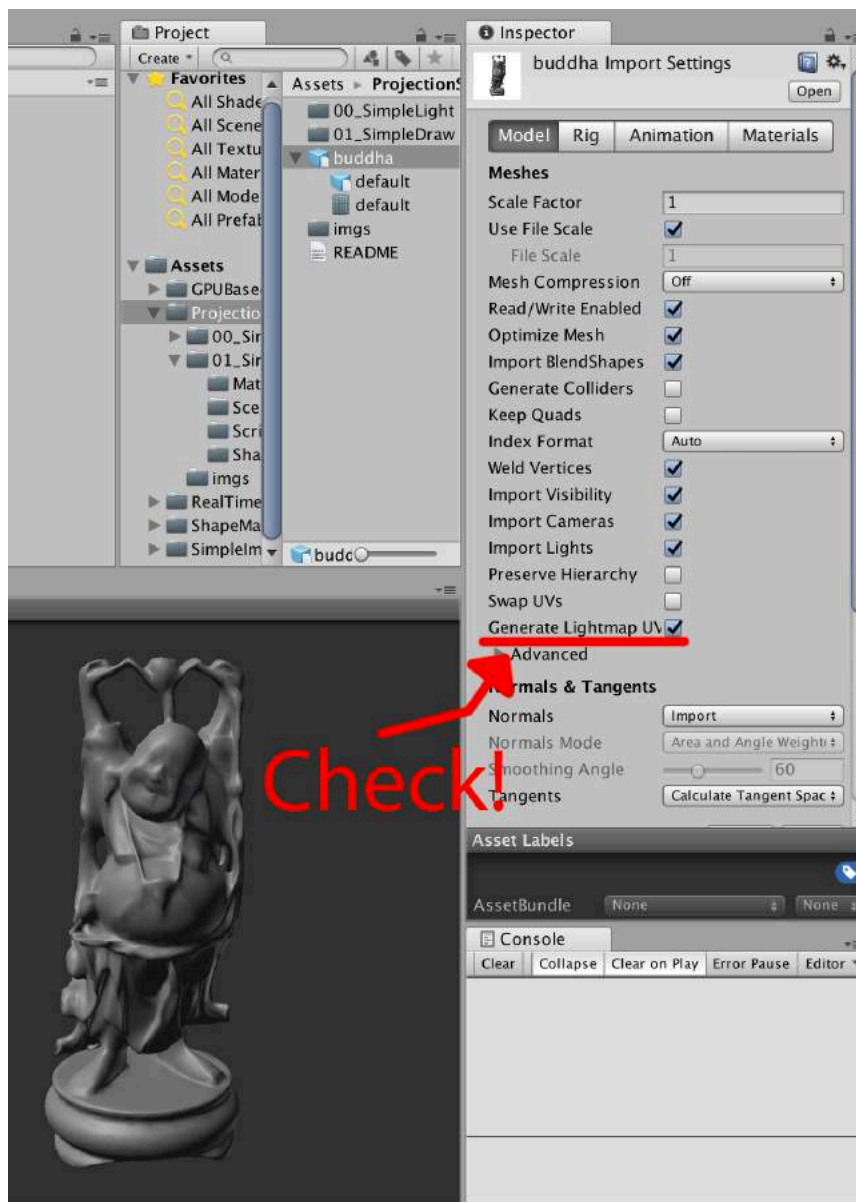 Project
Create
Favorites
All Shade
All Scene
All Textu
All Mater
All Mode
All Prefab
Assets
GPUBase
Projectio
00_Sir
01_Sir
Mat
Sce
Scri
Sha
imgs
RealTime
ShapeMa
SimpleIm
Assets ▸ ProjectionS
00_SimpleLight
01_SimpleDraw
buddha
default
default
imgs
README
budd
Inspector
buddha Import Settings
Open
Model Rig Animation Materials
Meshes
Scale Factor 1
Use File Scale
File Scale 1
Mesh Compression Off
Read/Write Enabled
Optimize Mesh
Import BlendShapes
Generate Colliders
Keep Quads
Index Format Auto
Weld Vertices
Import Visibility
Import Cameras
Import Lights
Preserve Hierarchy
Swap UVs
Generate Lightmap UV
Advanced
Normals & Tangents
Normals Import
Normals Mode Area and Angle Weight
Smoothing Angle 60
Tangents Calculate Tangent Spac
Check!
Asset Labels
AssetBundle None None
Console
Clear Collapse Clear on Play Error Pause Editor